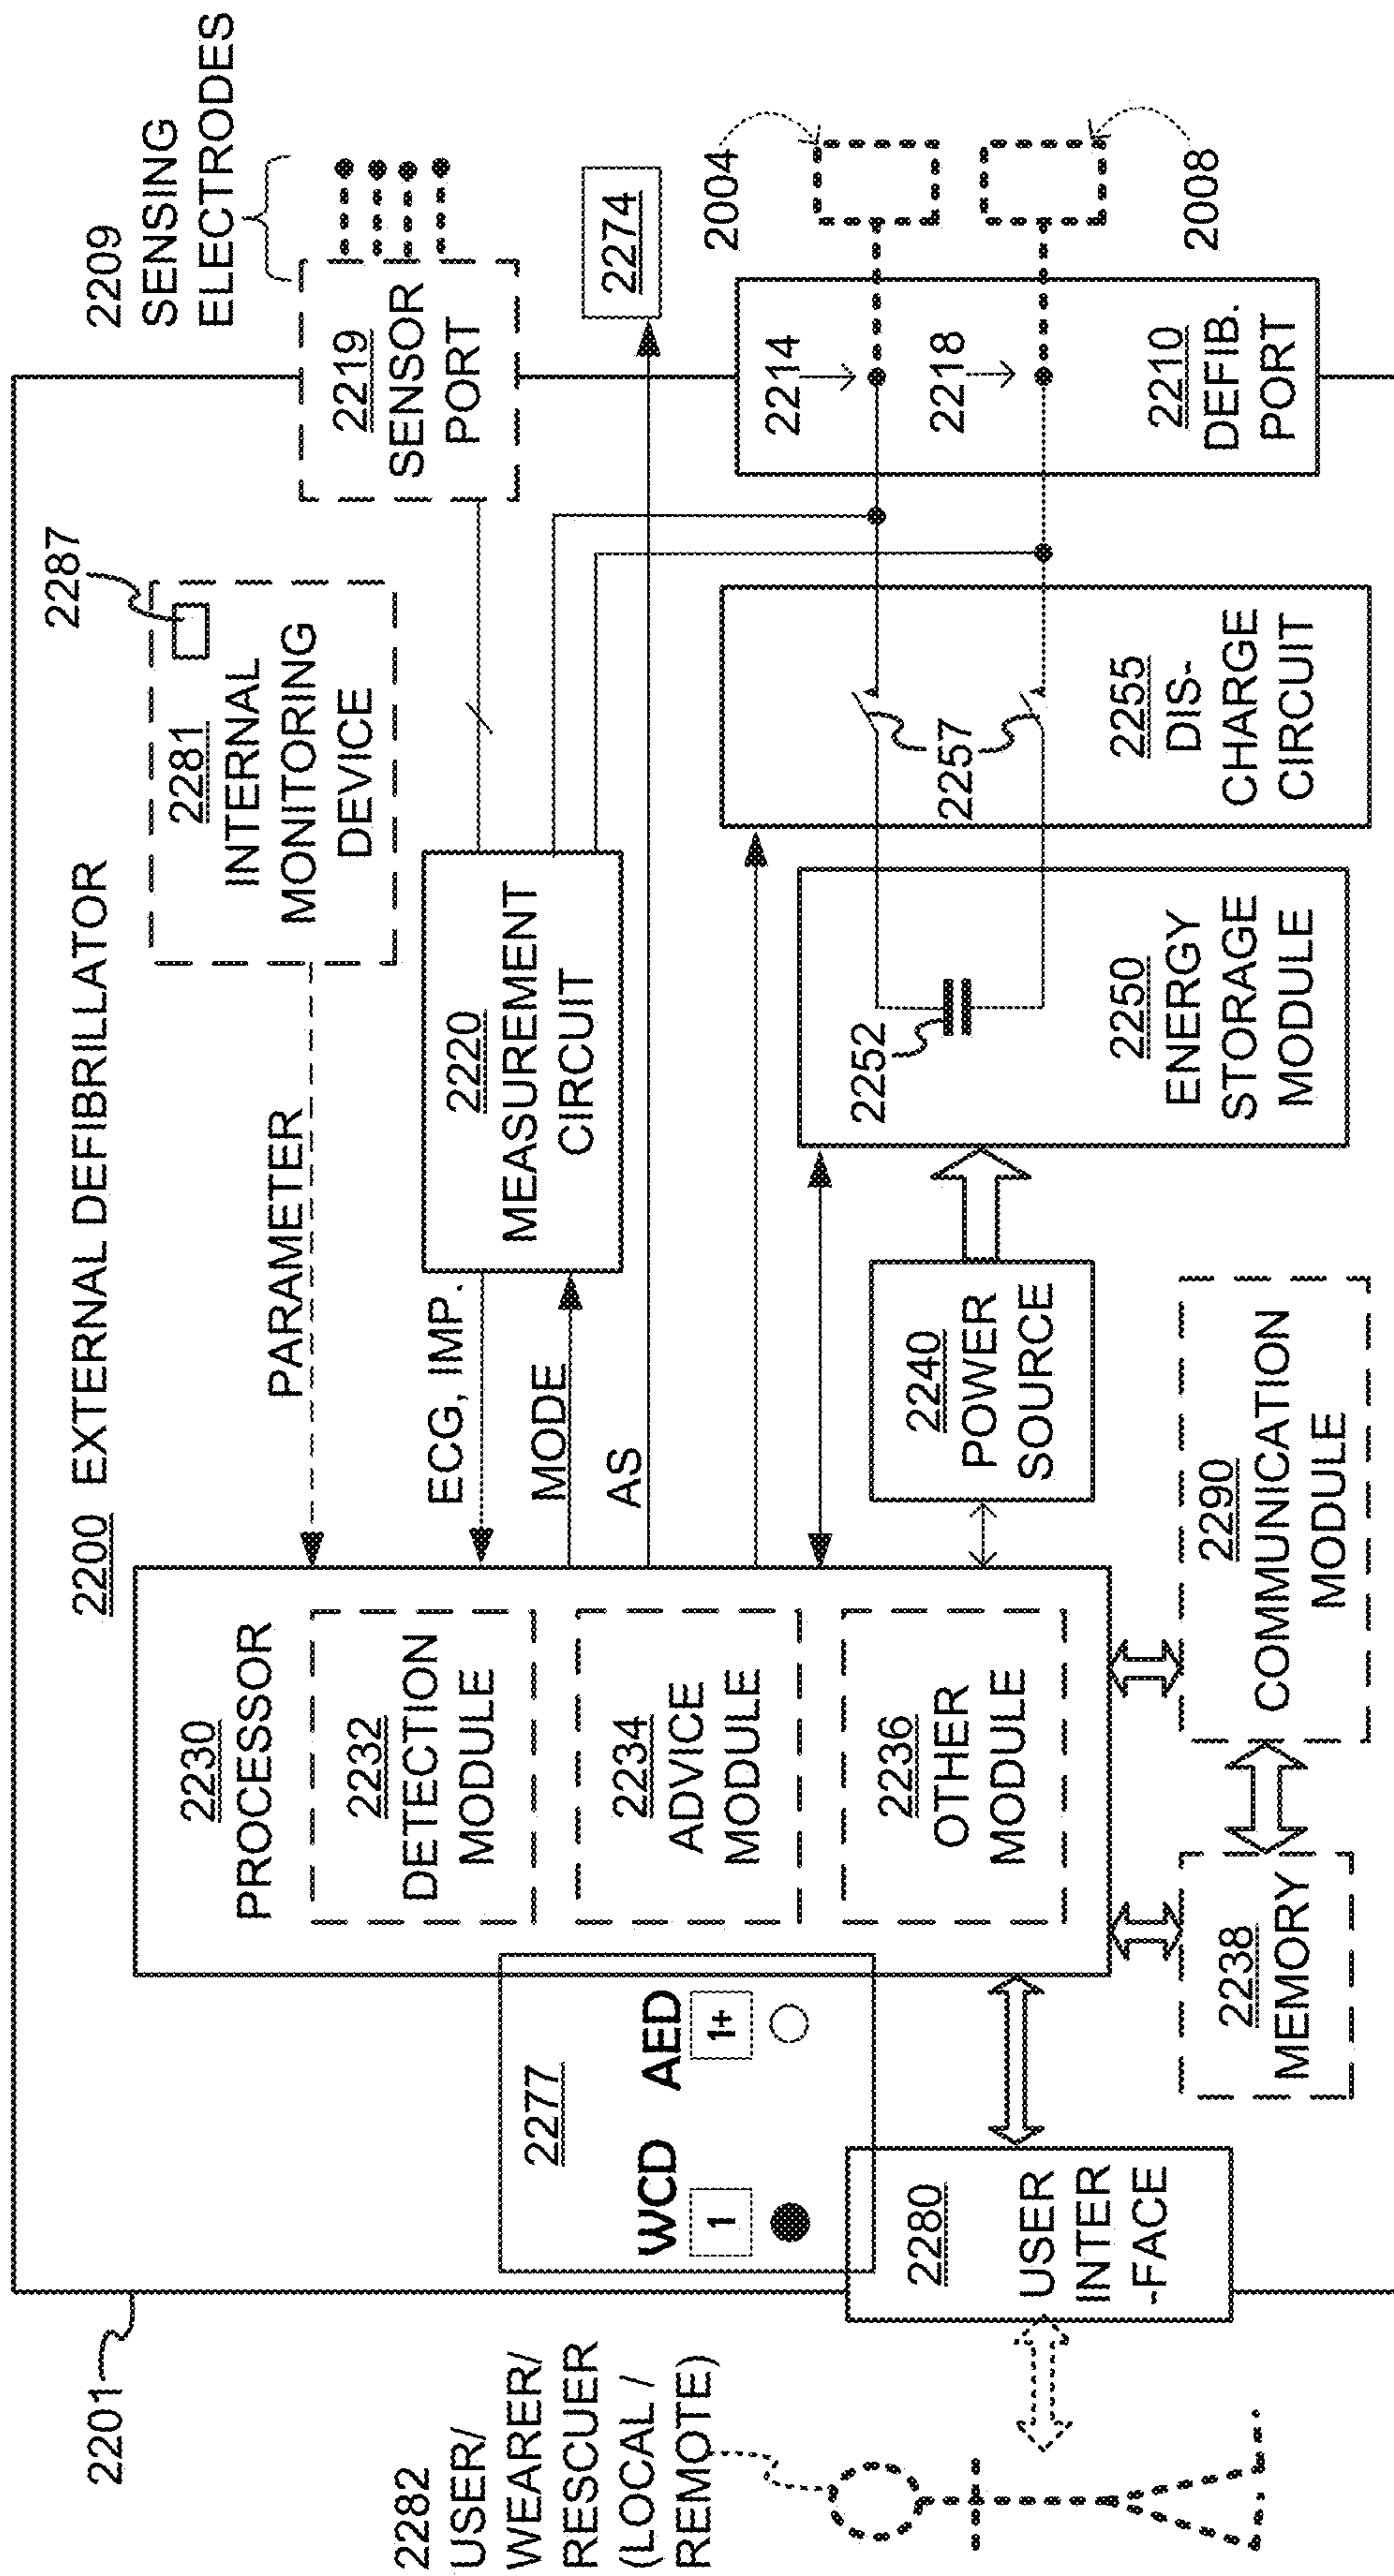 2200 EXTERNAL DEFIBRILLATOR
2201
2282
USER/
WEARER/
RESCUER
(LOCAL /
REMOTE)
2280
USER
INTER
-FACE
2277
WCD AED
1 1+
2230
PROCESSOR
2232
DETECTION
MODULE
2234
ADVICE
MODULE
2236
OTHER
MODULE
2238
MEMORY
2290
COMMUNICATION
MODULE
PARAMETER
ECG, IMP.
MODE
AS
2240
POWER
SOURCE
2281
INTERNAL
MONITORING
DEVICE
2287
2220
MEASUREMENT
CIRCUIT
2252
2250
ENERGY
STORAGE
MODULE
2257
2255
DIS-
CHARGE
CIRCUIT
2209
SENSING
ELECTRODES
2219
SENSOR
PORT
2274
2214
2218
2210
DEFIB.
PORT
2004
2008